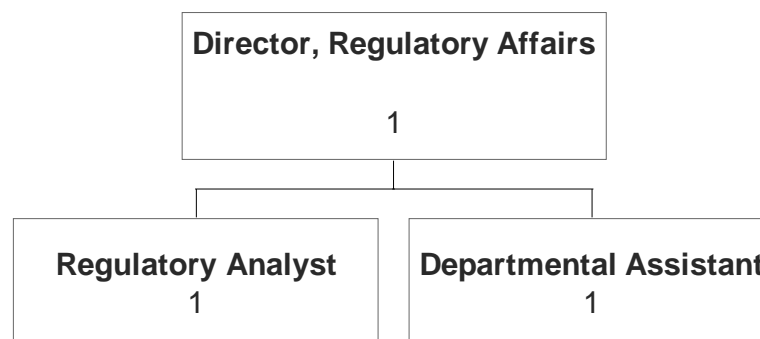 Director, Regulatory Affairs
1
Regulatory Analyst
1
Departmental Assistant
1